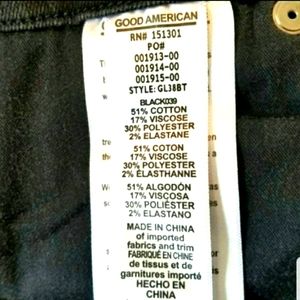 GOOD AMERICAN
RN# 151301
PO#
001913-00
001914-00
001915-00
STYLE: GL38BT
BLACK039
51% COTTON
17% VISCOSE
30% POLYESTER
2% ELASTANE
51% COTON
17% VISCOSE
30% POLYESTER
2% ÉLASTHANNE
51% ALGODÓN
17% VISCOSA
30% POLIÉSTER
2% ELASTANO
MADE IN CHINA
of imported
fabrics and trim
FABRIQUÉ EN CHINE
de tissus et de
garnitures importé
HECHO EN
CHINA